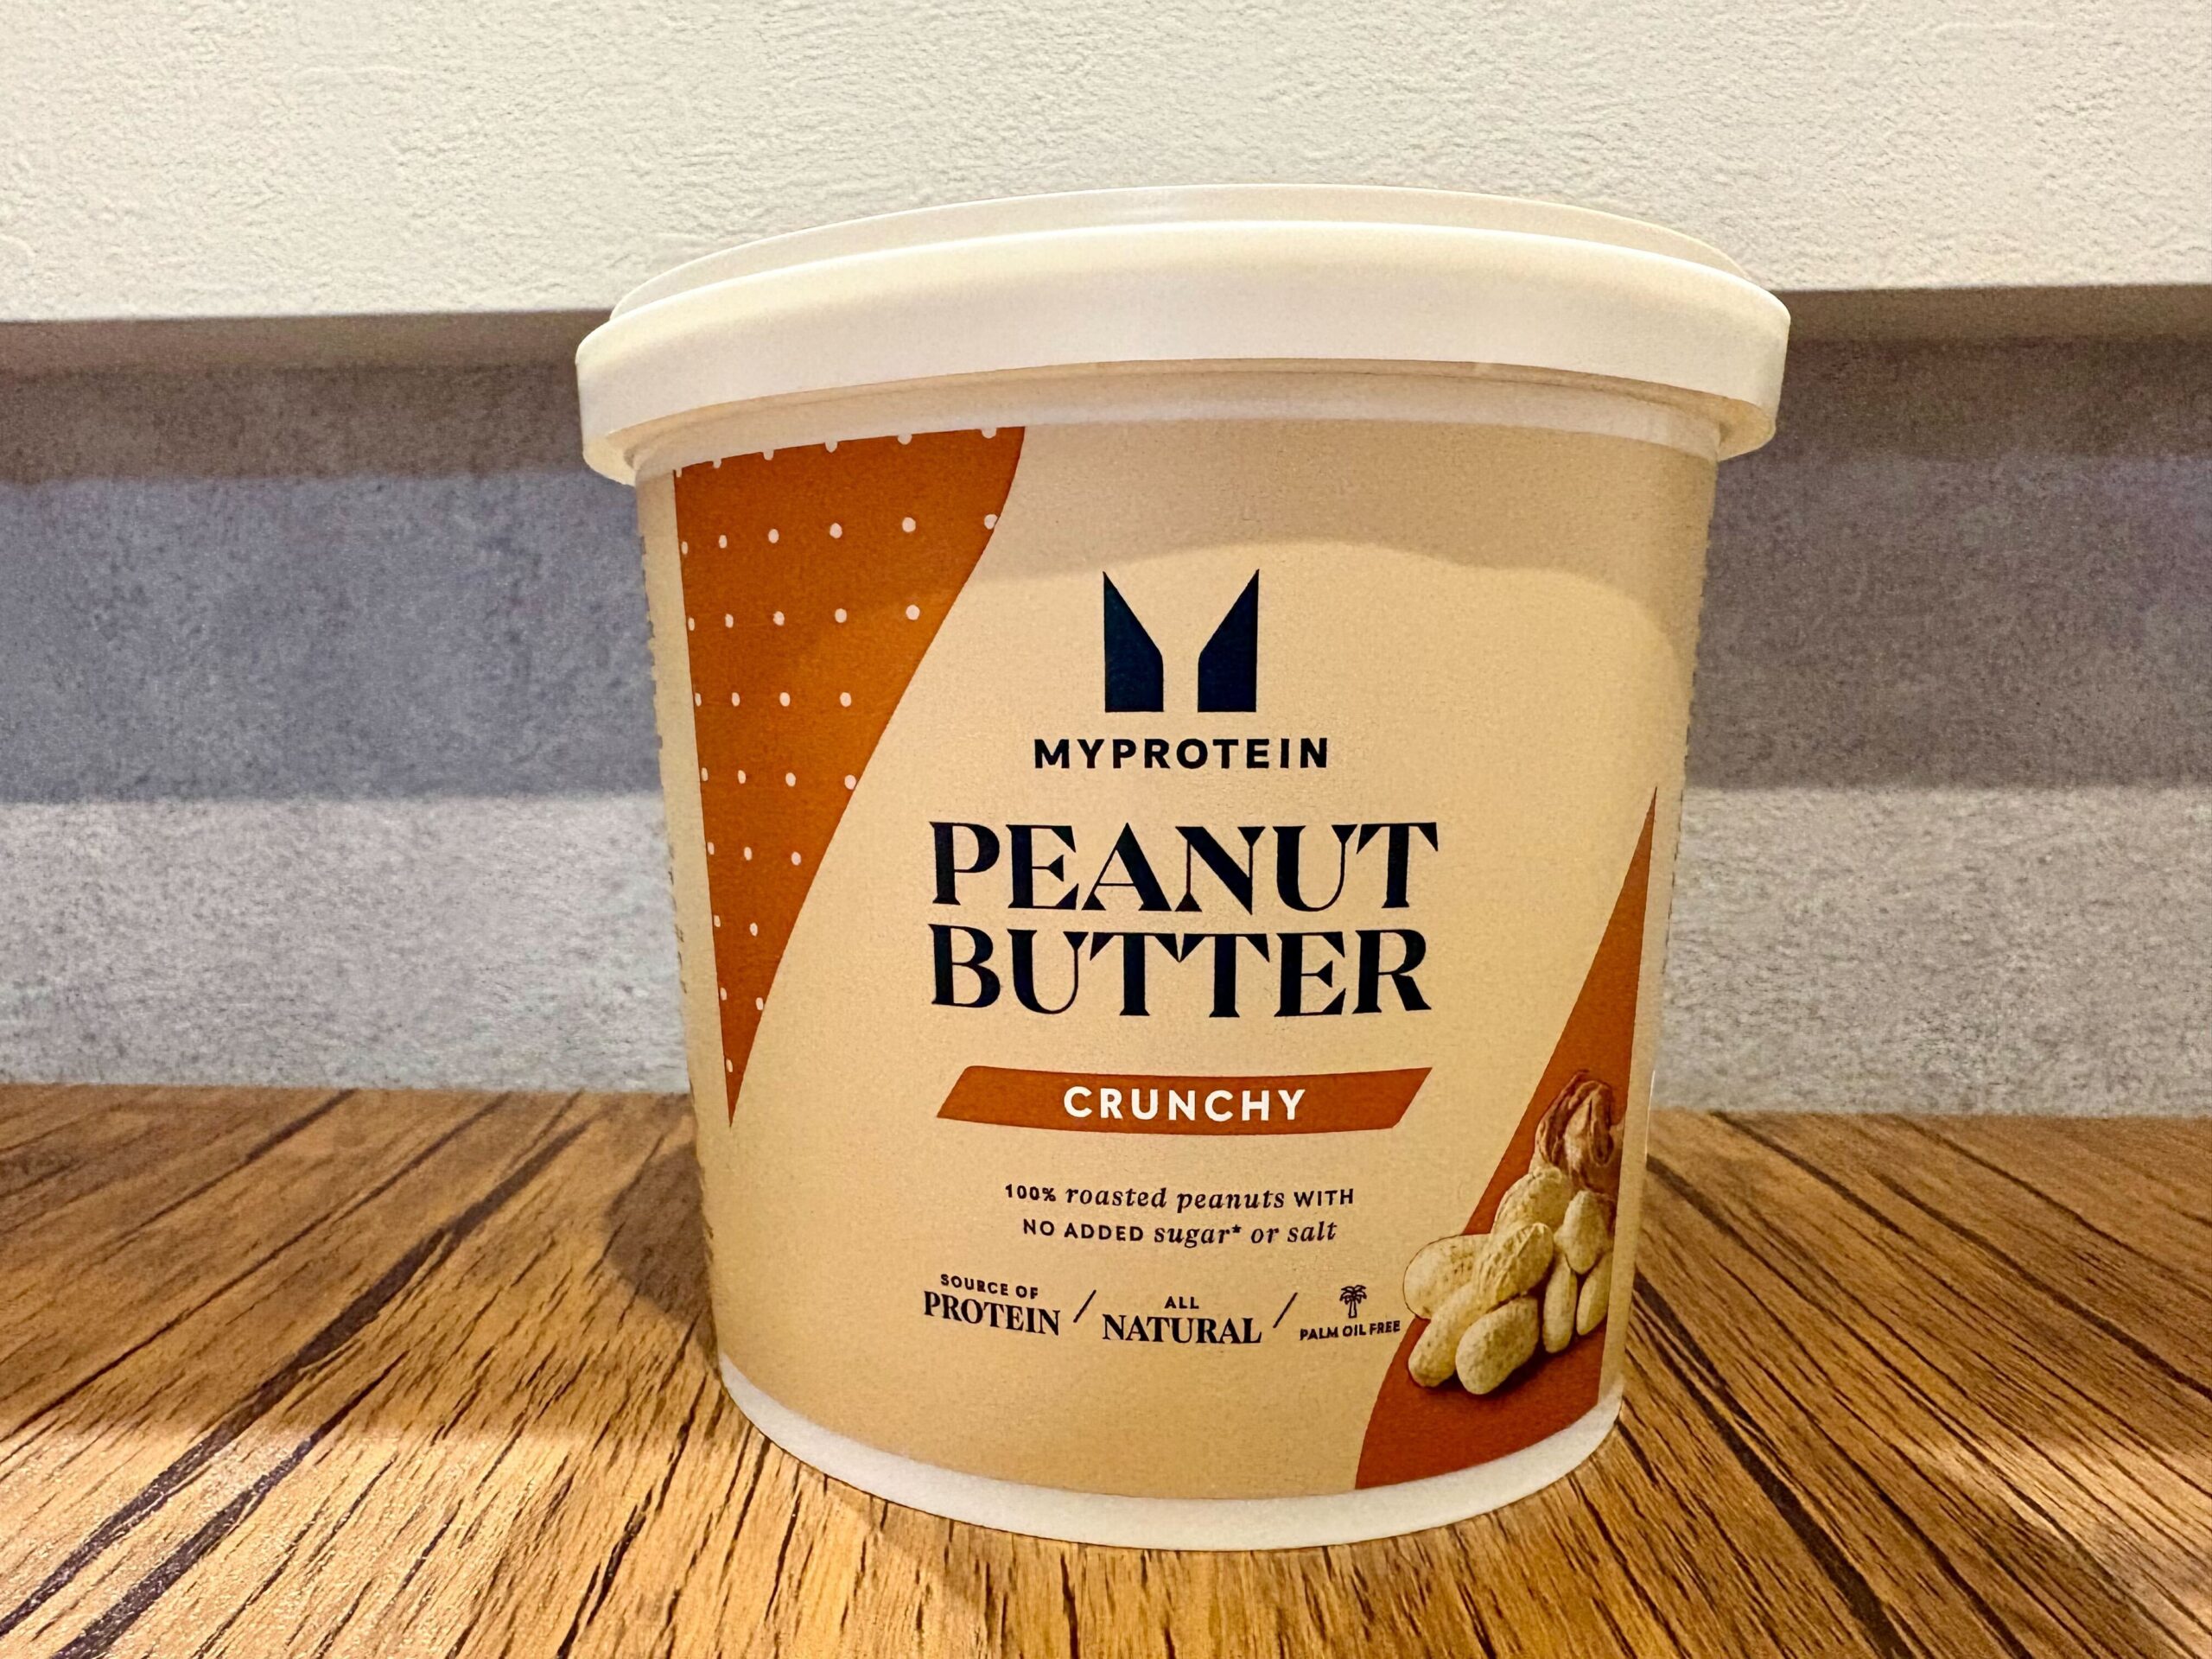 MYPROTEIN
PEANUT
BUTTER
CRUNCHY
100% roasted peanuts WITH
NO ADDED sugar* or salt
SOURCE OF
PROTEIN
/
ALL
NATURAL
/
PALM OIL FREE